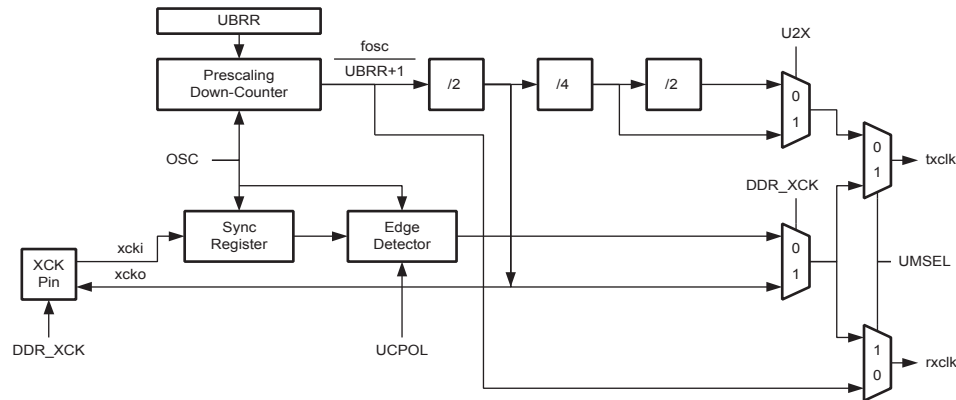 UBRR
U2X
fosc
UBRR+1
Prescaling
Down-Counter
/2
/4
/2
0
1
OSC
0
1
txclk
DDR_XCK
Sync
Register
Edge
Detector
xcki
0
1
XCK
Pin
xcko
UMSEL
DDR_XCK
UCPOL
1
0
rxclk